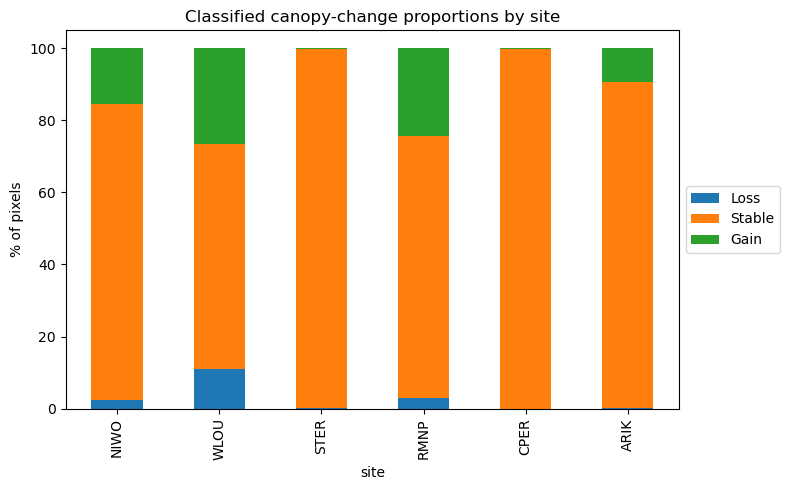 Classified canopy-change proportions by site
100
80
60
40
20
0
% of pixels
NIWO
WLOU
STER
RMNP
CPER
ARIK
site
Loss
Stable
Gain